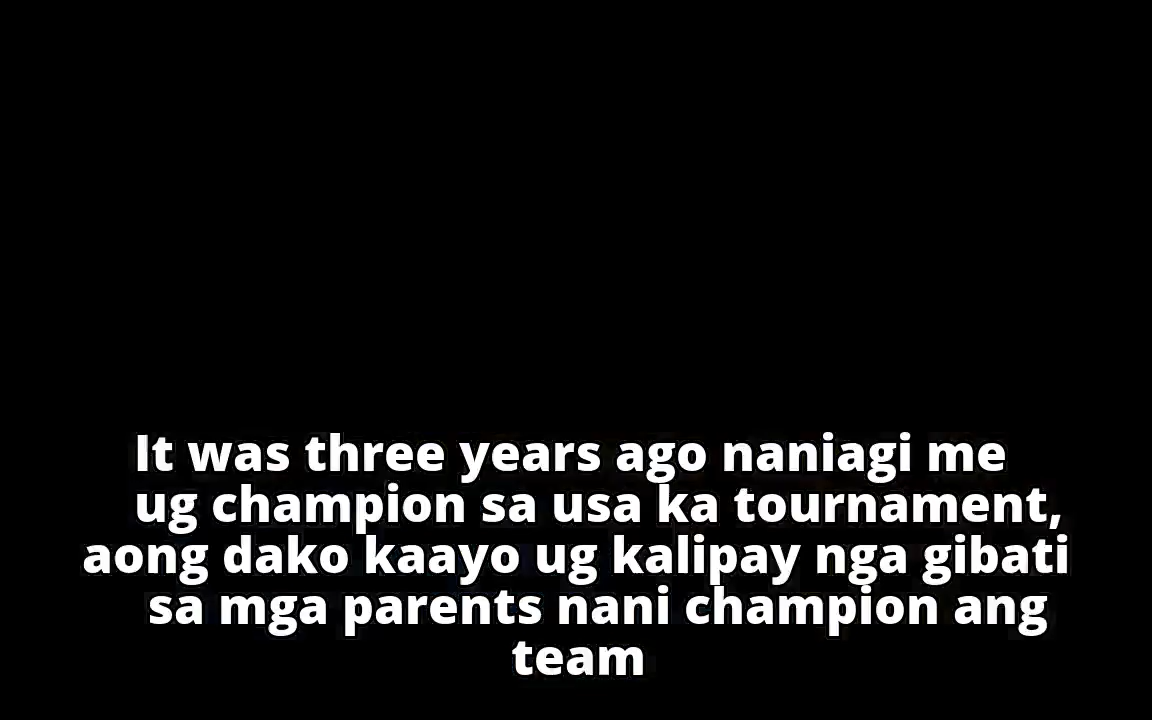 It was three years ago naniagi me
ug champion sa usa ka tournament,
aong dako kaayo ug kalipay nga gibati
sa mga parents nani champion ang
team